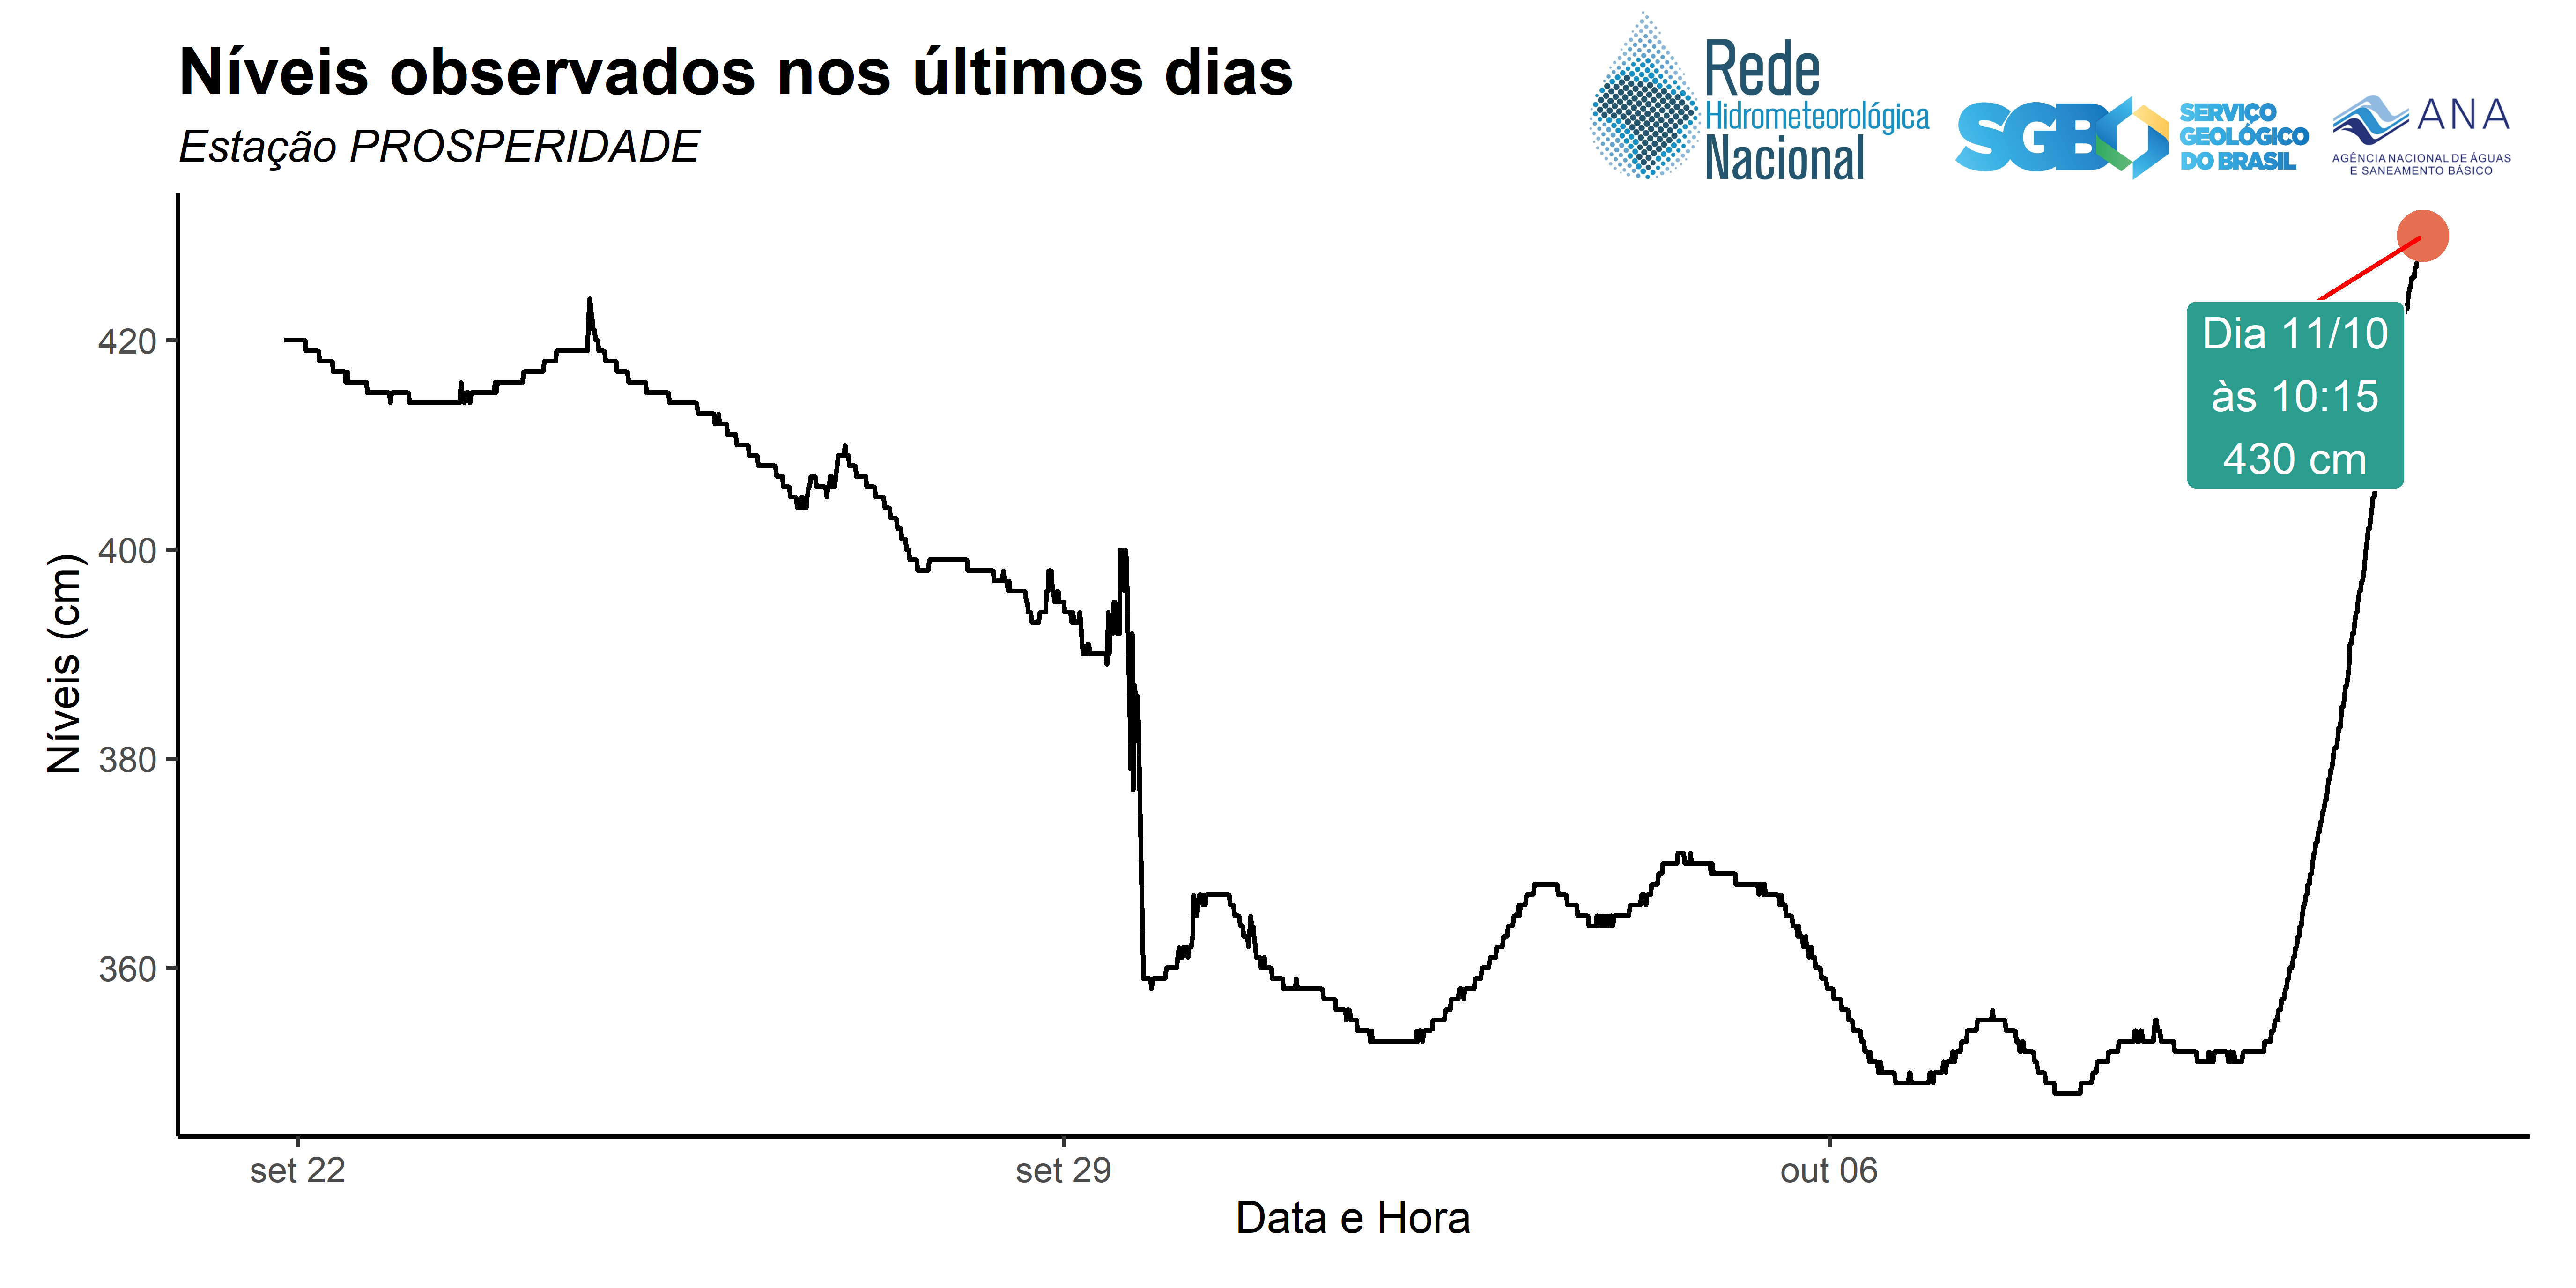 Níveis observados nos últimos dias
Estação PROSPERIDADE
Rede
Hidrometeorológica
Nacional
SGB
SERVIÇO
GEOLÓGICO
DO BRASIL
ANA
AGÊNCIA NACIONAL DE ÁGUAS
E SANEAMENTO BÁSICO
Níveis (cm)
420
400
380
360
Dia 11/10
às 10:15
430 cm
set 22
set 29
out 06
Data e Hora